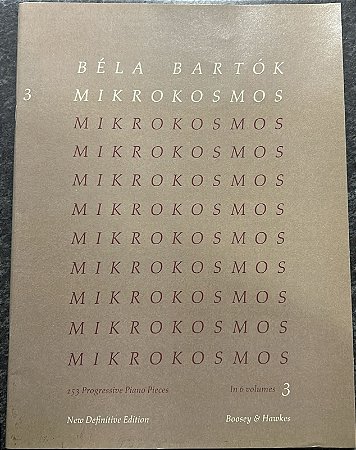 BÉLA BARTÓK
3 MIKROKOSMOS
MIKROKOSMOS
MIKROKOSMOS
MIKROKOSMOS
MIKROKOSMOS
MIKROKOSMOS
MIKROKOSMOS
MIKROKOSMOS
MIKROKOSMOS
MIKROKOSMOS
153 Progressive Piano Pieces In 6 volumes 3
New Definitive Edition Boosey & Hawkes